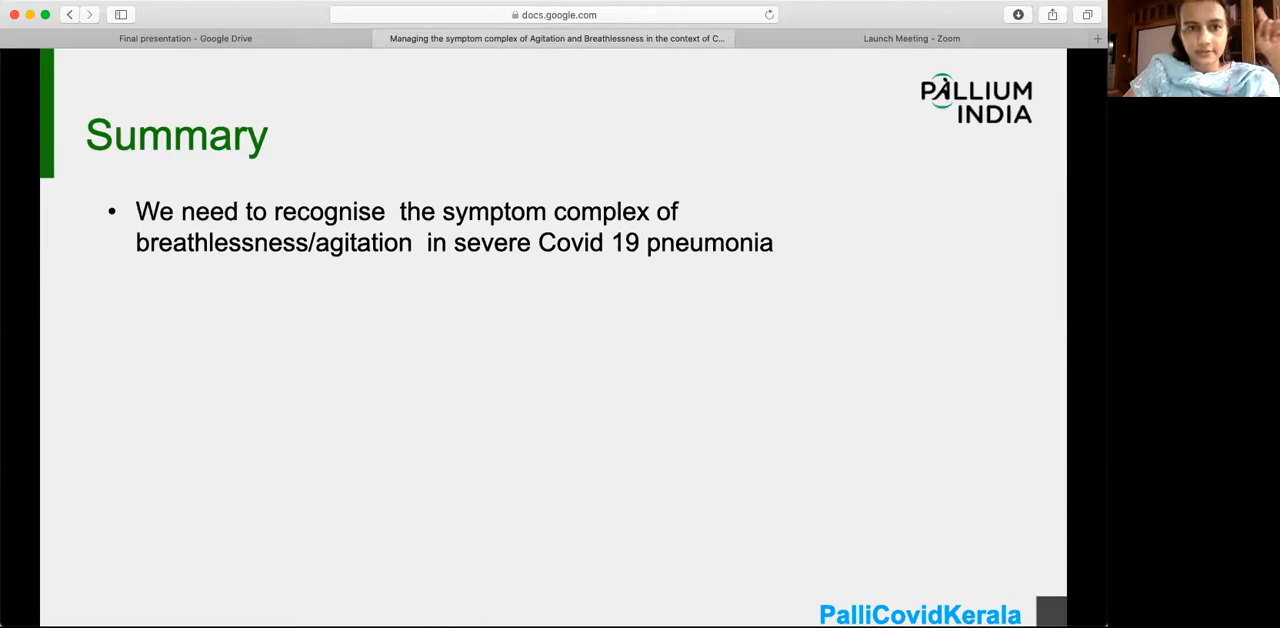 docs.google.com
Final presentation - Google Drive
Managing the symptom complex of Agitation and Breathlessness in the context of C...
Launch Meeting - Zoom
PALLIUM
INDIA
Summary
• We need to recognise  the symptom complex of
breathlessness/agitation  in severe Covid 19 pneumonia
PalliCovidKerala